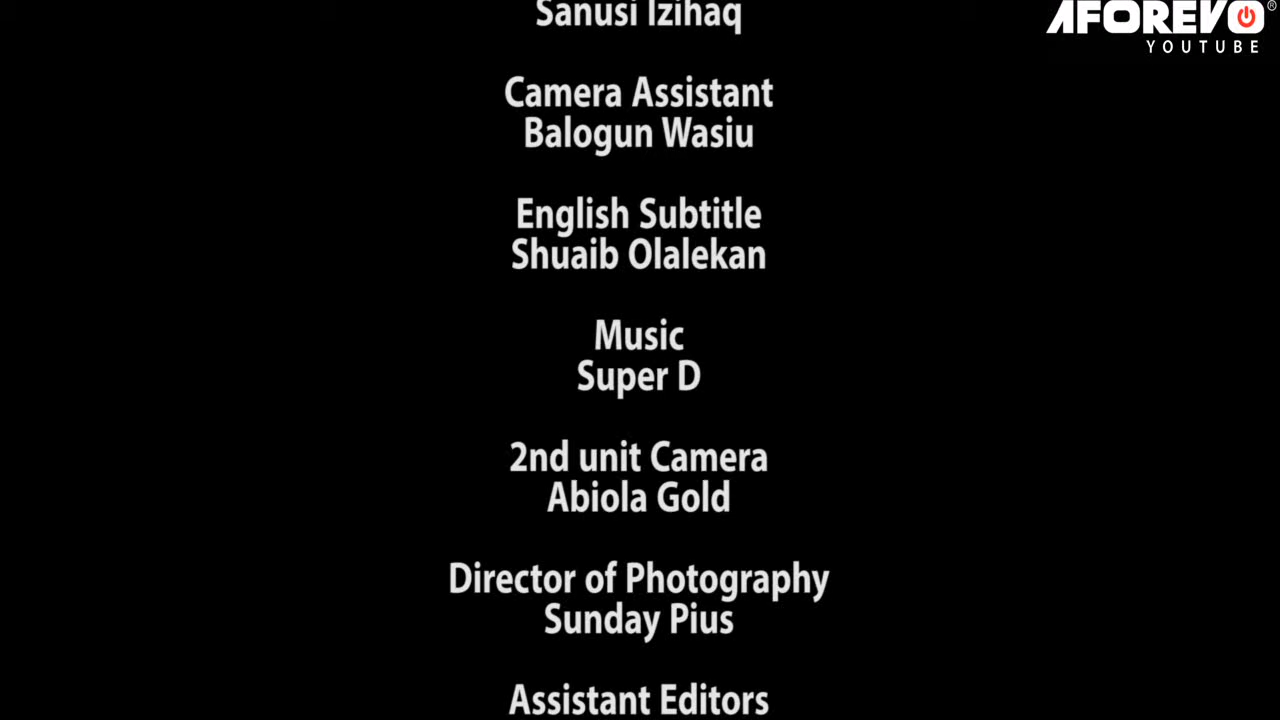 Sanusi Izihaq
AFOREVO®
YOUTUBE
Camera Assistant
Balogun Wasiu
English Subtitle
Shuaib Olalekan
Music
Super D
2nd unit Camera
Abiola Gold
Director of Photography
Sunday Pius
Assistant Editors